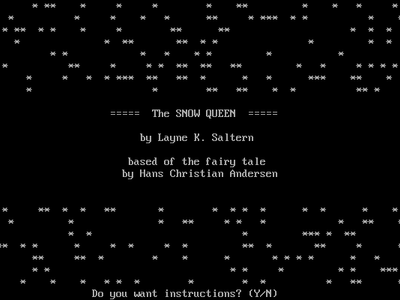 ===== The SNOW QUEEN =====
by Layne K. Saltern
based of the fairy tale
by Hans Christian Andersen
Do you want instructions? (Y/N)